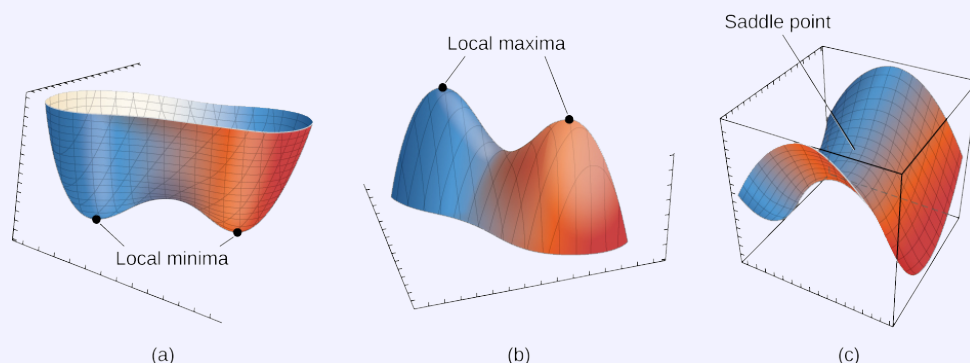 Saddle point
Local maxima
Local minima
(a)
(b)
(c)